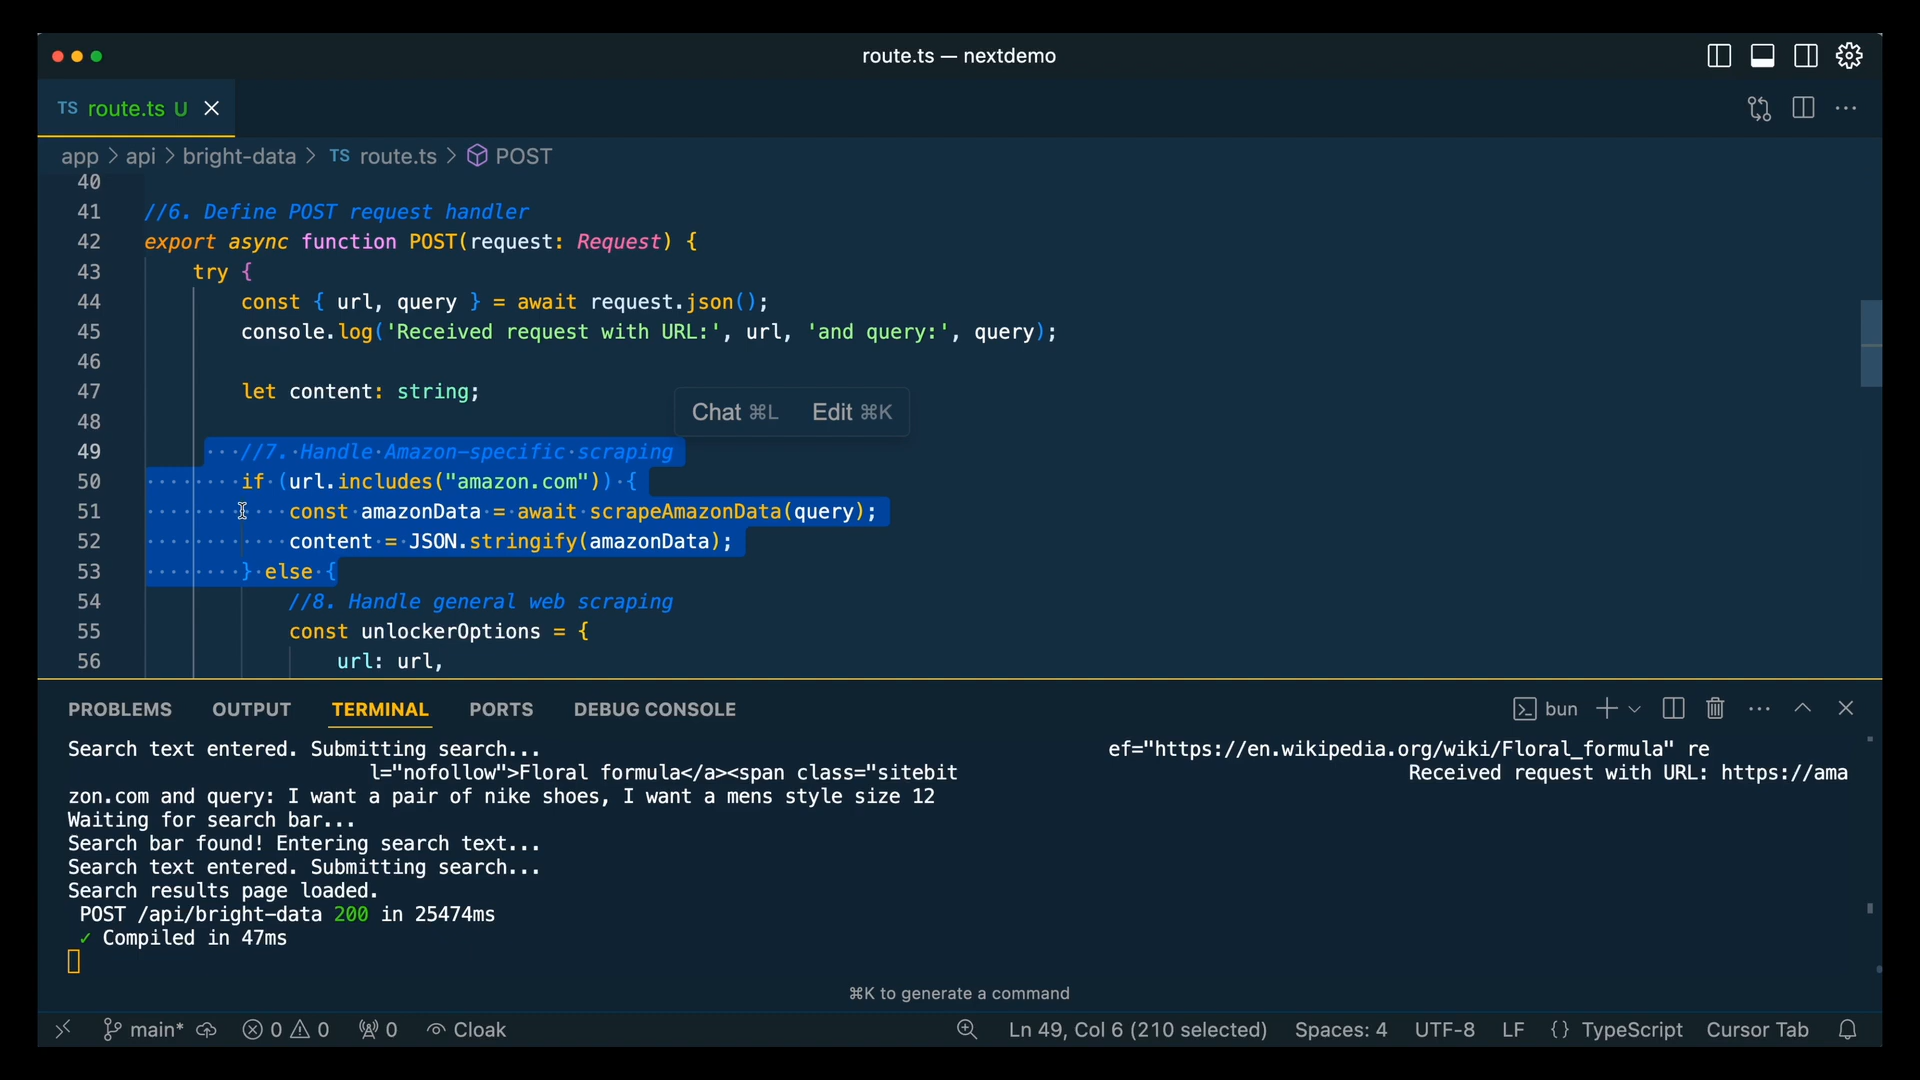 route.ts — nextdemo
TS route.ts U
app > api > bright-data > TS route.ts > POST
40
41 //6. Define POST request handler
42 export async function POST(request: Request) {
43 try {
44 const { url, query } = await request.json();
45 console.log('Received request with URL:', url, 'and query:', query);
46
47 let content: string;
Chat ⌘L Edit ⌘K
48
49 //7. Handle Amazon-specific scraping
50 if (url.includes("amazon.com")) {
51 const amazonData = await scrapeAmazonData(query);
52 content = JSON.stringify(amazonData);
53 } else {
54 //8. Handle general web scraping
55 const unlockerOptions = {
56 url: url,
PROBLEMS OUTPUT TERMINAL PORTS DEBUG CONSOLE bun
Search text entered. Submitting search... ef="https://en.wikipedia.org/wiki/Floral_formula" re
l="nofollow">Floral formula</a><span class="sitebit Received request with URL: https://ama
zon.com and query: I want a pair of nike shoes, I want a mens style size 12
Waiting for search bar...
Search bar found! Entering search text...
Search text entered. Submitting search...
Search results page loaded.
POST /api/bright-data 200 in 25474ms
✓ Compiled in 47ms
⌘K to generate a command
main* 0 0 0 Cloak Ln 49, Col 6 (210 selected) Spaces: 4 UTF-8 LF {} TypeScript Cursor Tab